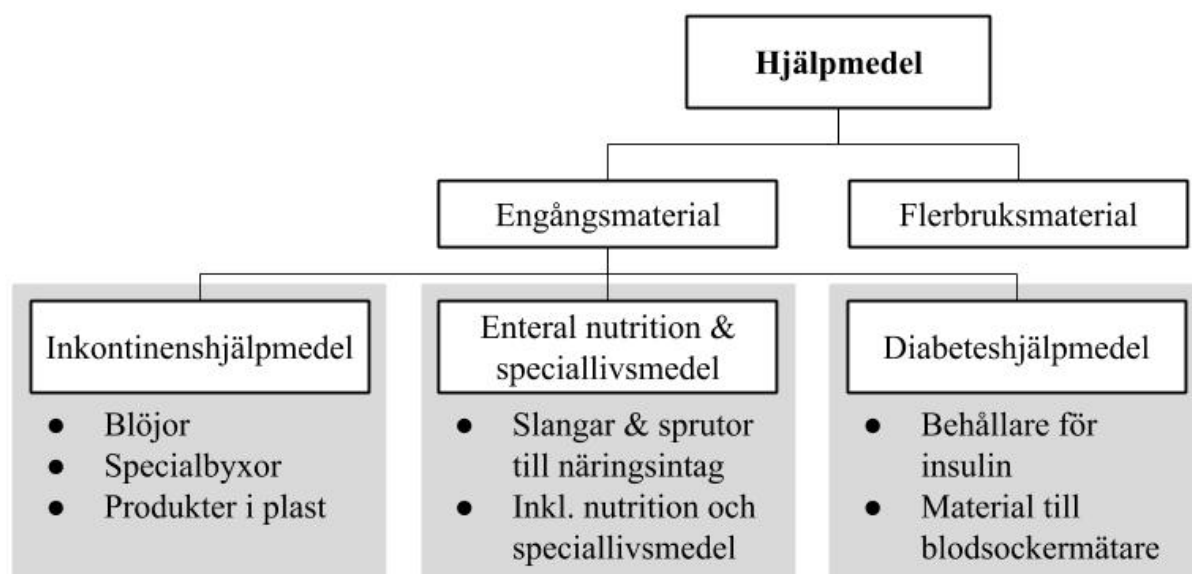 Hjälpmedel
Engångsmaterial
Flerbruksmaterial
Inkontinenshjälpmedel
● Blöjor
● Specialbyxor
● Produkter i plast
Enteral nutrition &
speciallivsmedel
● Slangar & sprutor
till näringsintag
● Inkl. nutrition och
speciallivsmedel
Diabeteshjälpmedel
● Behållare för
insulin
● Material till
blodsockermätare